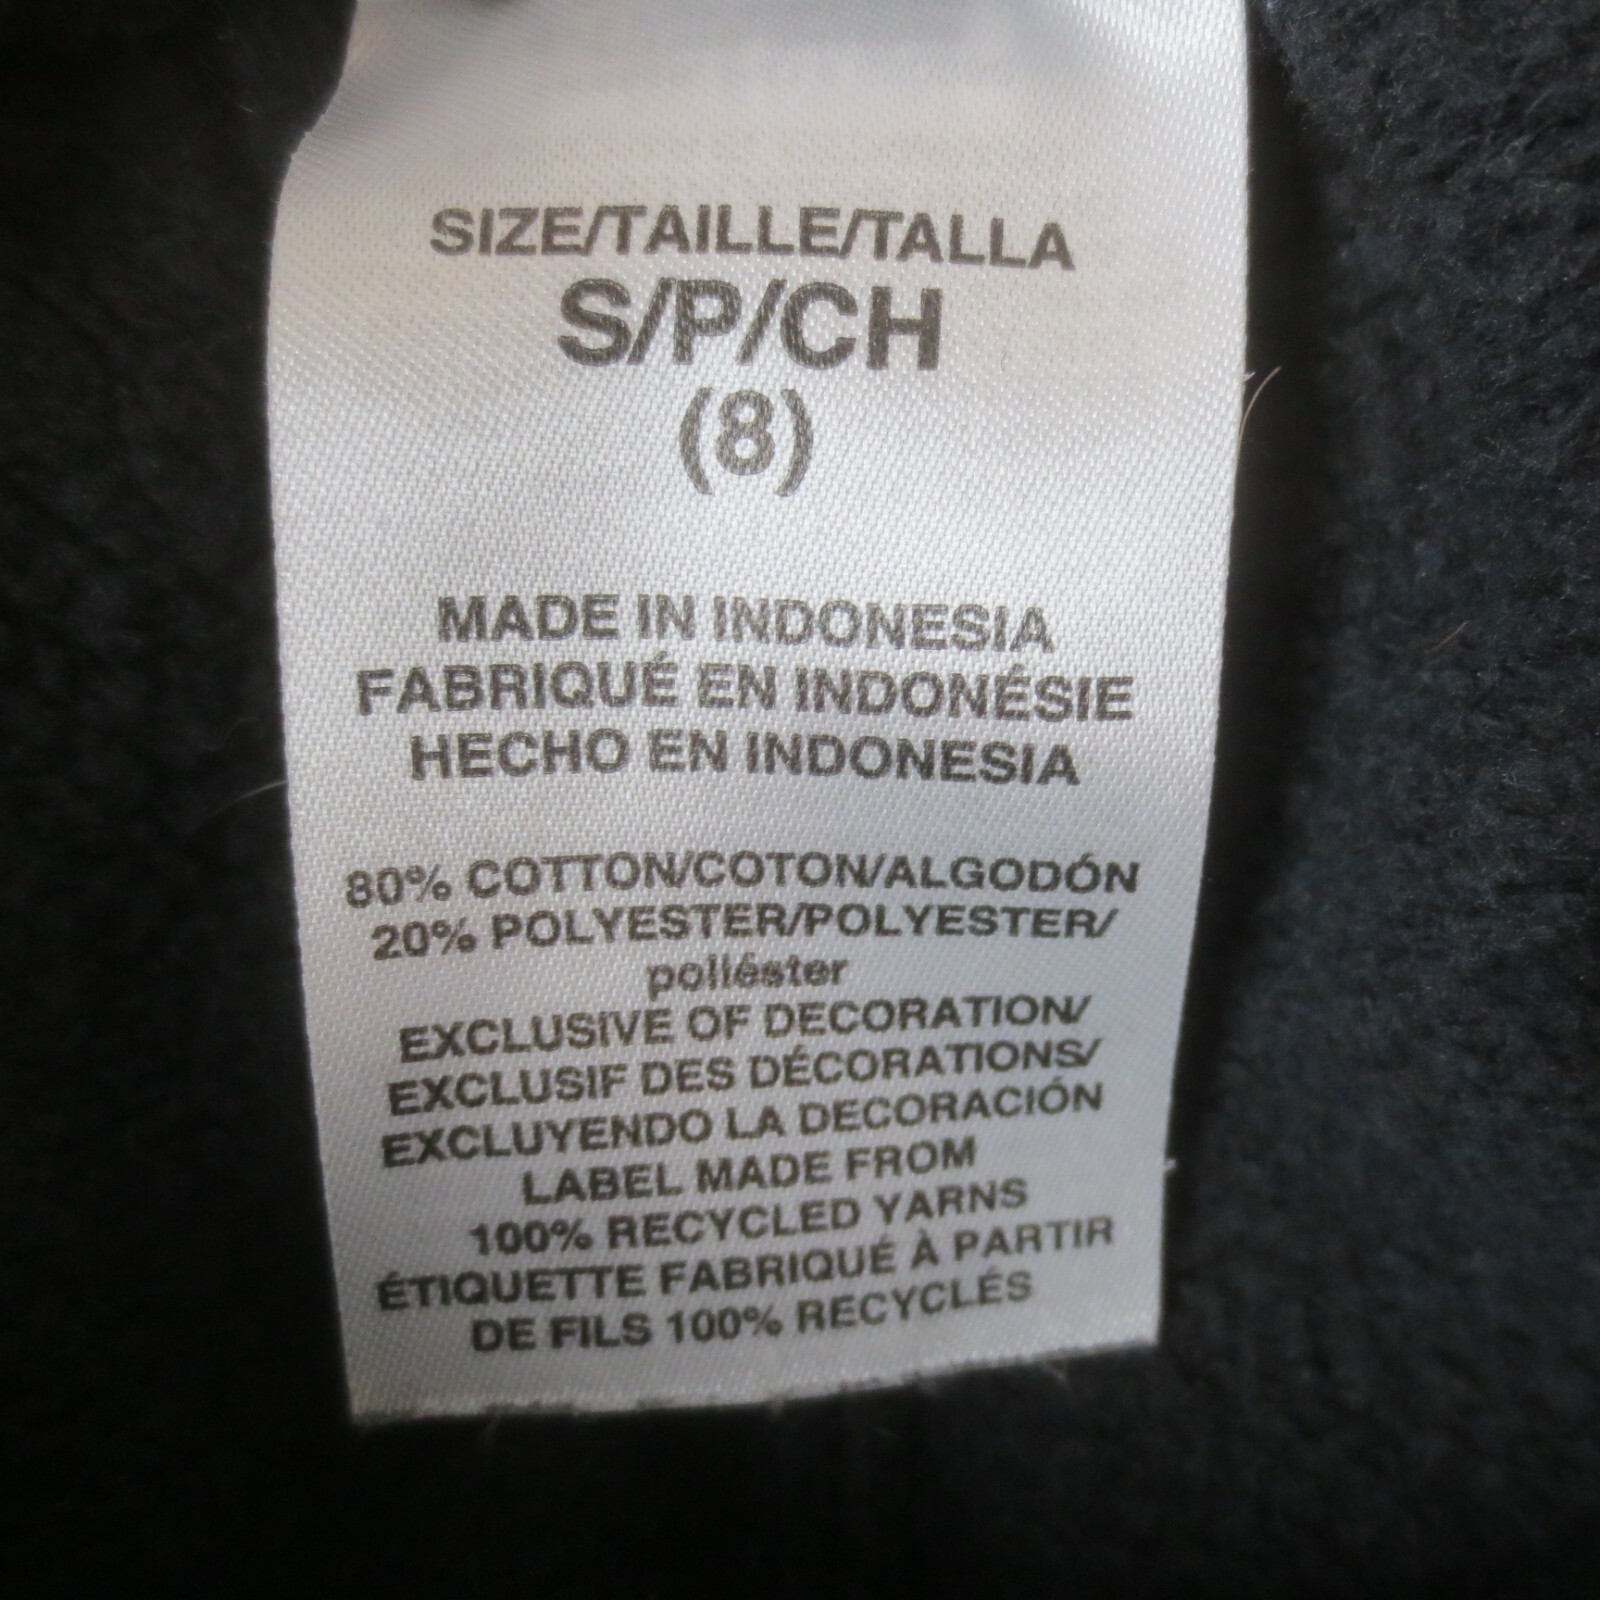 SIZE/TAILLE/TALLA
S/P/CH
(8)
MADE IN INDONESIA
FABRIQUÉ EN INDONÉSIE
HECHO EN INDONESIA
80% COTTON/COTON/ALGODÓN
20% POLYESTER/POLYESTER/
poliéster
EXCLUSIVE OF DECORATION/
EXCLUSIF DES DÉCORATIONS/
EXCLUYENDO LA DECORACIÓN
LABEL MADE FROM
100% RECYCLED YARNS
ÉTIQUETTE FABRIQUÉ À PARTIR
DE FILS 100% RECYCLÉS